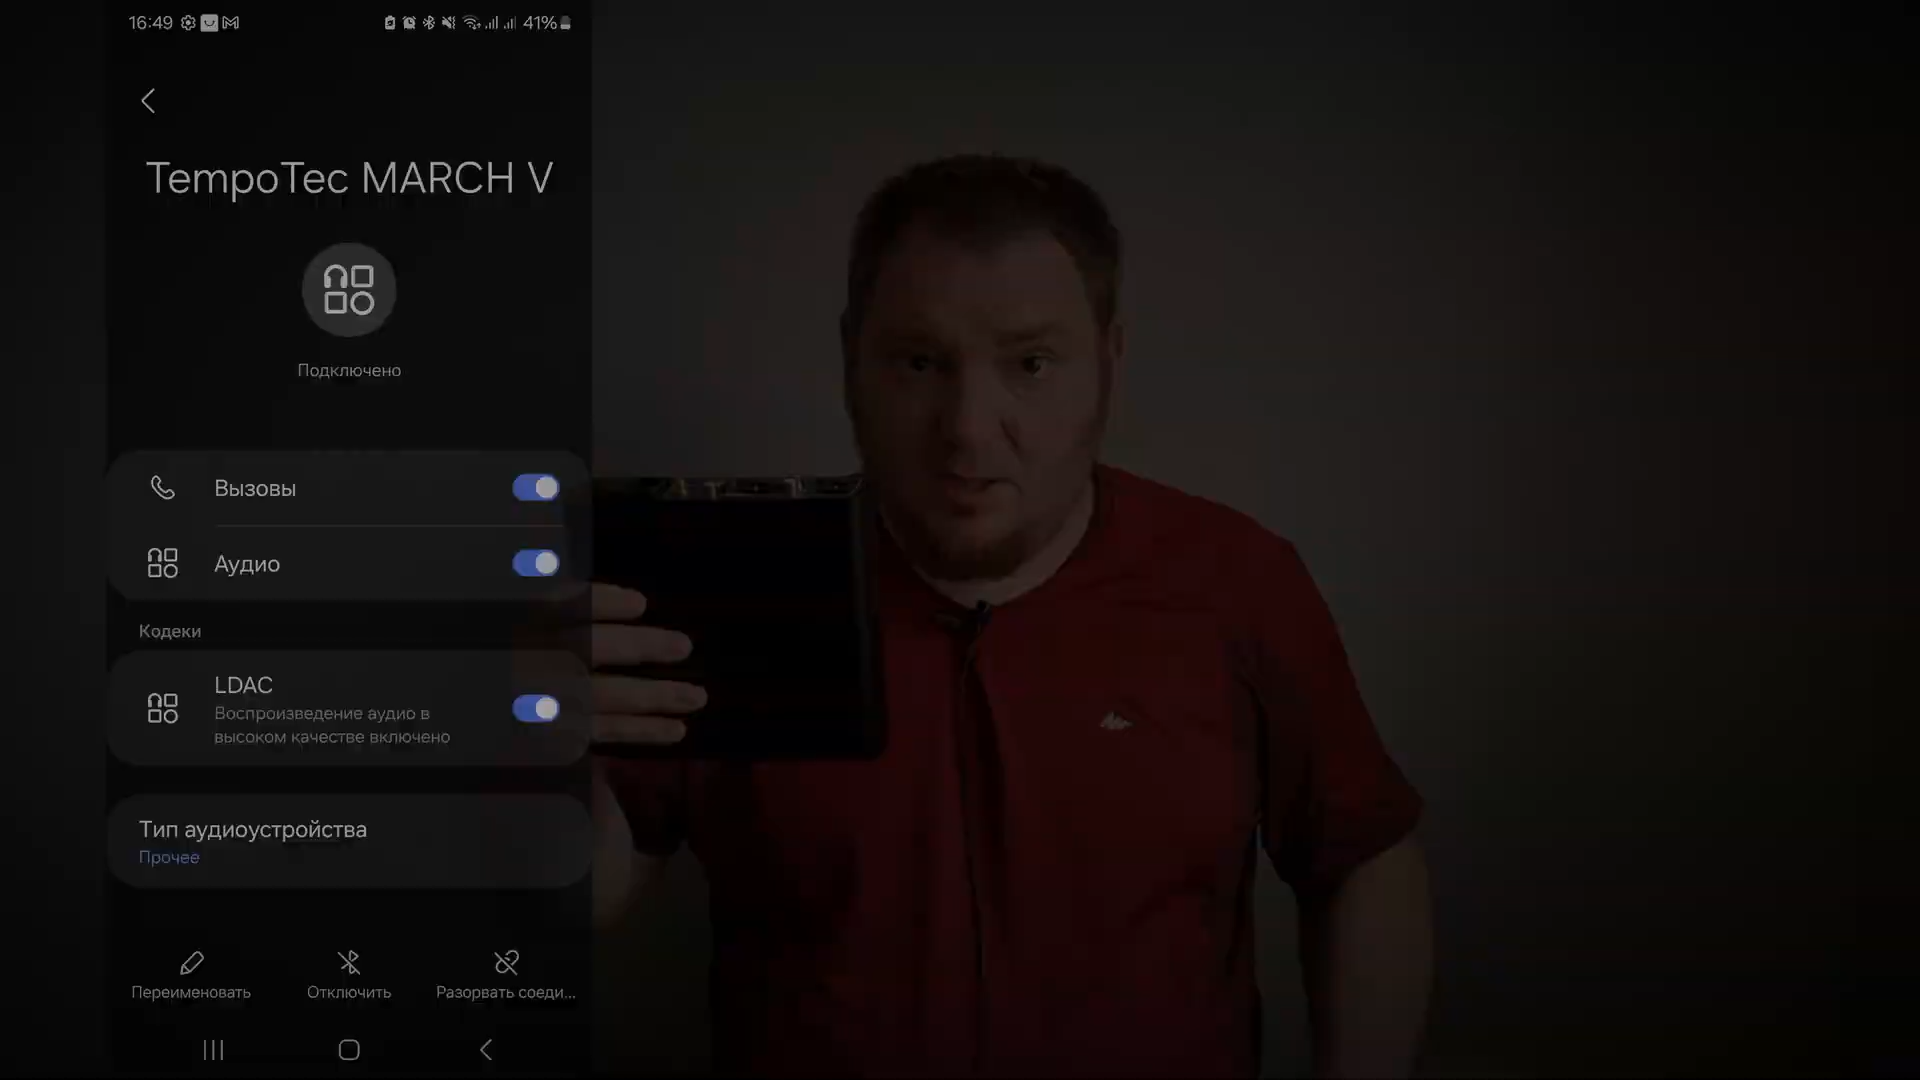 16:49
41%
TempoTec MARCH V
Подключено
Вызовы
Аудио
Кодеки
LDAC
Воспроизведение аудио в
высоком качестве включено
Тип аудиоустройства
Прочее
Переименовать
Отключить
Разорвать соеди...